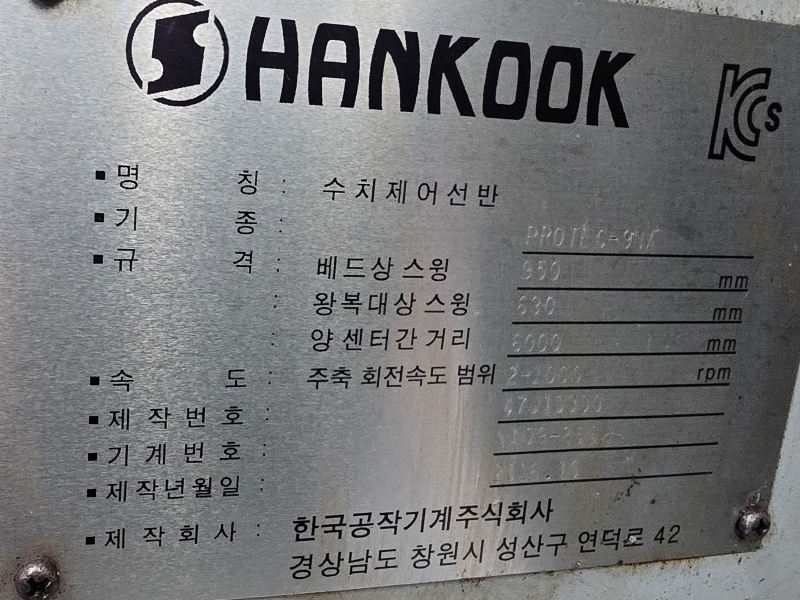 HANKOOK
KCs
명 칭 : 수치제어선반
기 종 :
규 격 : 베드상 스윙 950 mm
: 왕복대상 스윙 630 mm
: 양 센터간 거리 mm
속 도 : 주축 회전속도 범위 rpm
제 작 번 호 :
기 계 번 호 :
제작년월일 :
제 작 회 사 : 한국공작기계주식회사
경상남도 창원시 성산구 연덕로 42